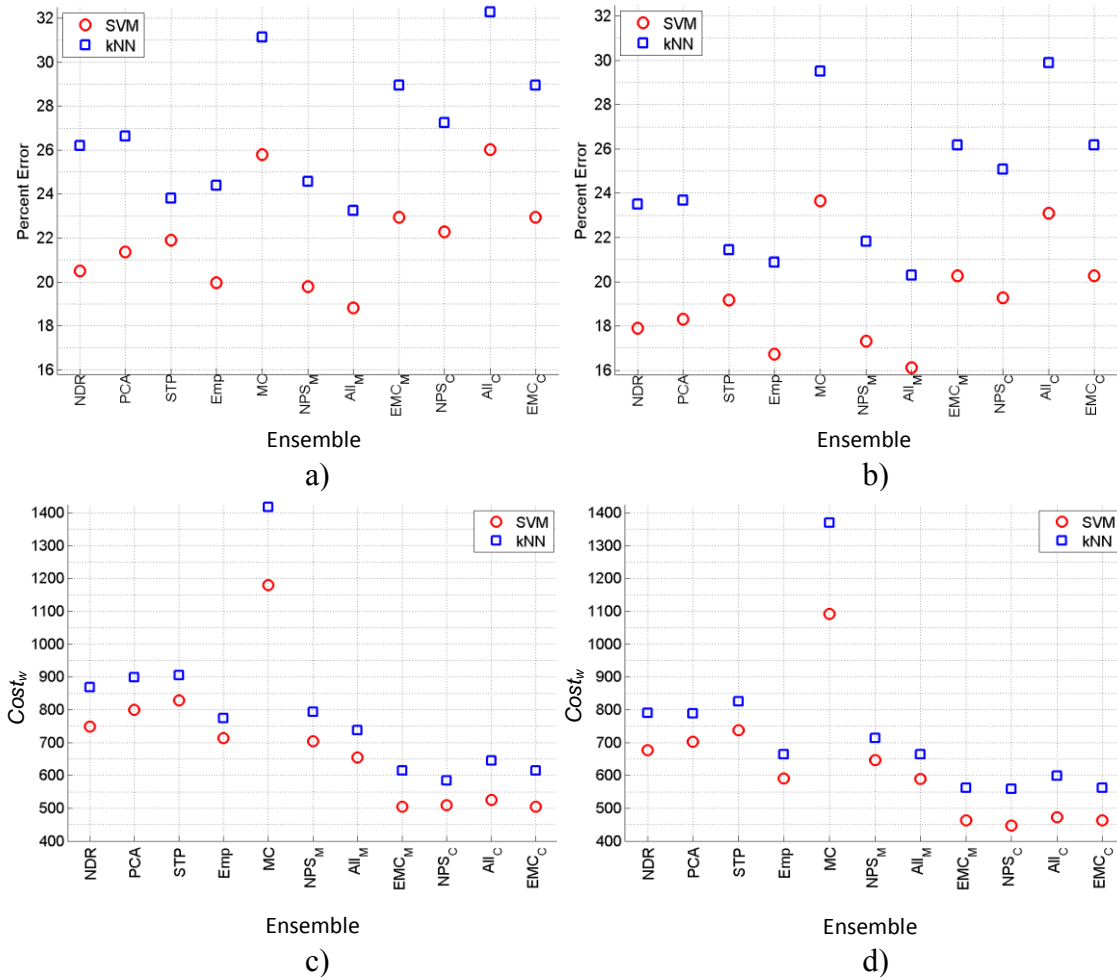 32
30
28
26
24
22
20
18
16
Percent Error
SVM
kNN
NDR
PCA
STP
Emp
MC
NPS_M
All_M
EMC_M
NPS_C
All_C
EMC_C
Ensemble
a)
32
30
28
26
24
22
20
18
16
Percent Error
SVM
kNN
NDR
PCA
STP
Emp
MC
NPS_M
All_M
EMC_M
NPS_C
All_C
EMC_C
Ensemble
b)
1400
1300
1200
1100
1000
900
800
700
600
500
400
Cost_w
SVM
kNN
NDR
PCA
STP
Emp
MC
NPS_M
All_M
EMC_M
NPS_C
All_C
EMC_C
Ensemble
c)
1400
1300
1200
1100
1000
900
800
700
600
500
400
Cost_w
SVM
kNN
NDR
PCA
STP
Emp
MC
NPS_M
All_M
EMC_M
NPS_C
All_C
EMC_C
Ensemble
d)